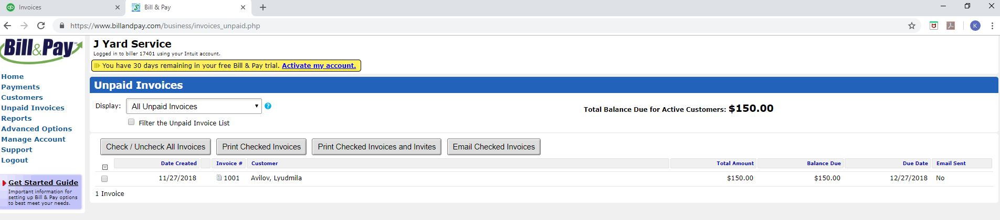 Invoices
Bill & Pay
https://www.billandpay.com/business/invoices_unpaid.php
K
Bill&Pay SM
Home
Payments
Customers
Unpaid Invoices
Reports
Advanced Options
Manage Account
Support
Logout
Get Started Guide
Important information for
setting up Bill & Pay options
to best meet your needs.
J Yard Service
Logged in to biller 17401 using your Intuit account.
You have 30 days remaining in your free Bill & Pay trial. Activate my account.
Unpaid Invoices
Display: All Unpaid Invoices ?
Total Balance Due for Active Customers: $150.00
Filter the Unpaid Invoice List
Check / Uncheck All Invoices Print Checked Invoices Print Checked Invoices and Invites Email Checked Invoices
Date Created Invoice # Customer Total Amount Balance Due Due Date Email Sent
11/27/2018 1001 Avilov, Lyudmila $150.00 $150.00 12/27/2018 No
1 Invoice